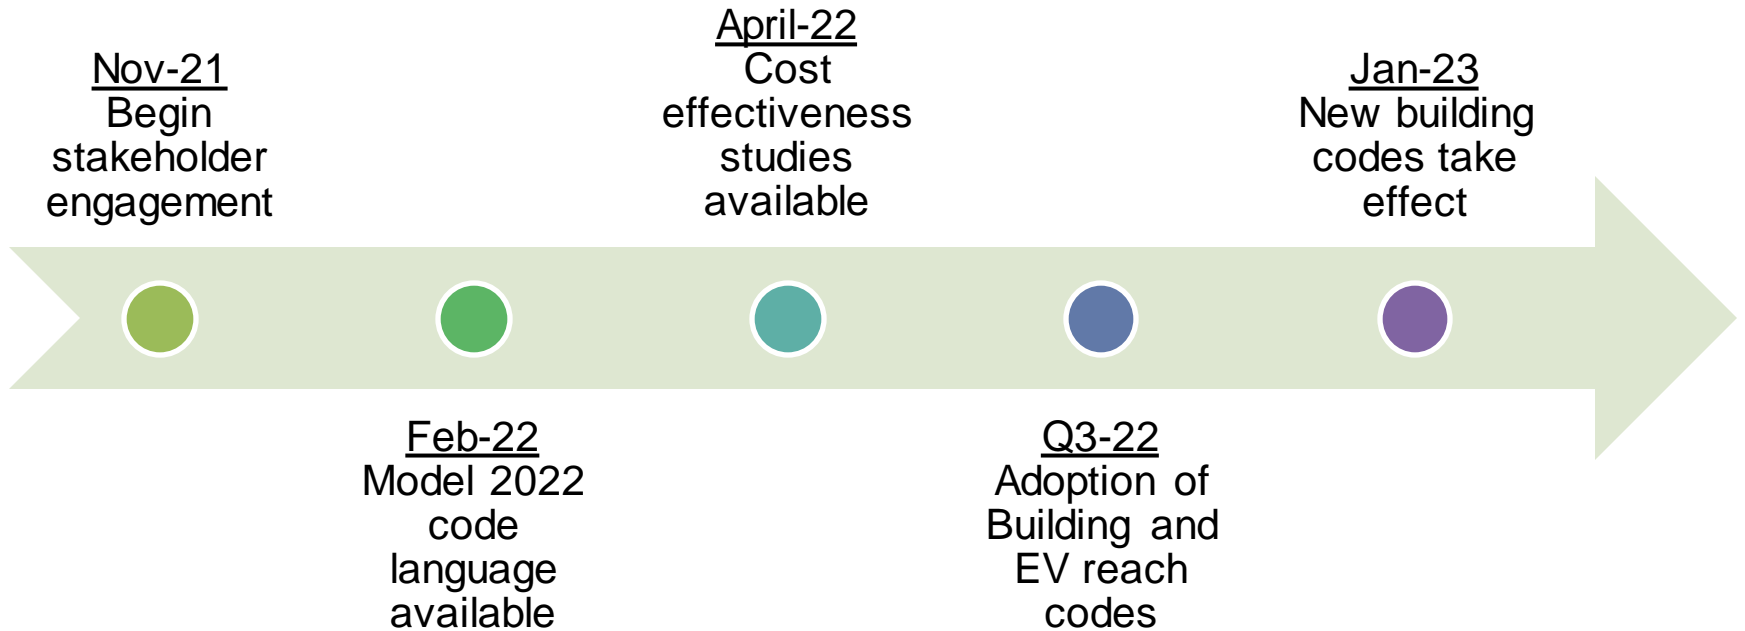 Nov-21
Begin
stakeholder
engagement
Feb-22
Model 2022
code
language
available
April-22
Cost
effectiveness
studies
available
Q3-22
Adoption of
Building and
EV reach
codes
Jan-23
New building
codes take
effect